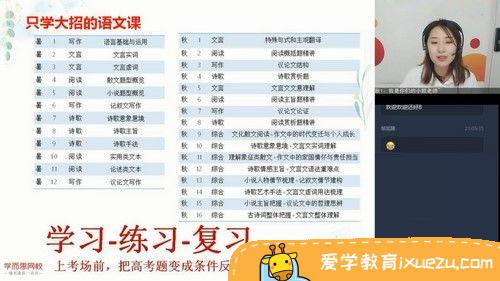 只学大招的语文课
暑 1 写作 语言基础与运用
暑 2 文言 文言实词
暑 3 文言 文言虚词
暑 4 阅读 散文题型概览
暑 5 阅读 小说题型概览
暑 6 写作 记叙文写作
暑 7 诗歌 诗歌意象意境
暑 8 诗歌 诗歌主旨
暑 9 诗歌 诗歌手法
暑 10 阅读 实用类文本
暑 11 阅读 论述类文本
暑 12 写作 议论文写作
秋 1 文言 特殊句式和主观翻译
秋 2 阅读 阅读概括题精讲
秋 3 写作 议论文结构
秋 4 诗歌 诗歌赏析题
秋 5 文言 文言文文意理解
秋 6 阅读 阅读赏析题精讲
秋 7 写作 议论文论证
秋 8 诗歌 阅读赏析题精讲
秋 9 综合 文化散文阅读·作文中的时代变迁与个人成长
秋 10 综合 诗歌意象意境·文言文实词理解
秋 11 综合 理解象征类散文·作文中的家国情怀与责任担当
秋 12 综合 诗歌情感主旨·文言文语法重难点
秋 13 综合 小说人物情节梳理·记叙文情节构建
秋 14 综合 诗歌艺术手法·文言文虚词用法梳理
秋 15 综合 小说主旨掌握·议论文中的哲理思辨
秋 16 综合 古诗词整体把握·文言文整体理解
学习-练习-复习
上考场前，把高考题变成条件反
学而思网校
21:05:15
爱学教育ixuezu.com